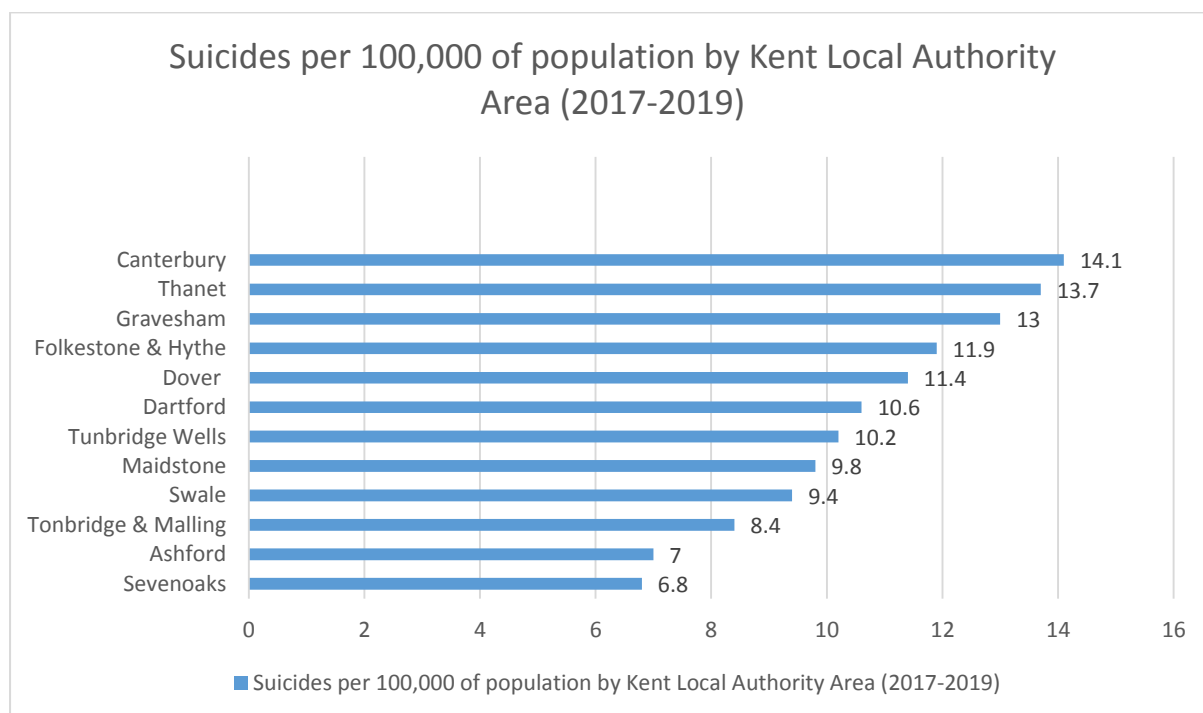 Suicides per 100,000 of population by Kent Local Authority
Area (2017-2019)
Canterbury 14.1
Thanet 13.7
Gravesham 13
Folkestone & Hythe 11.9
Dover 11.4
Dartford 10.6
Tunbridge Wells 10.2
Maidstone 9.8
Swale 9.4
Tonbridge & Malling 8.4
Ashford 7
Sevenoaks 6.8
0 2 4 6 8 10 12 14 16
Suicides per 100,000 of population by Kent Local Authority Area (2017-2019)